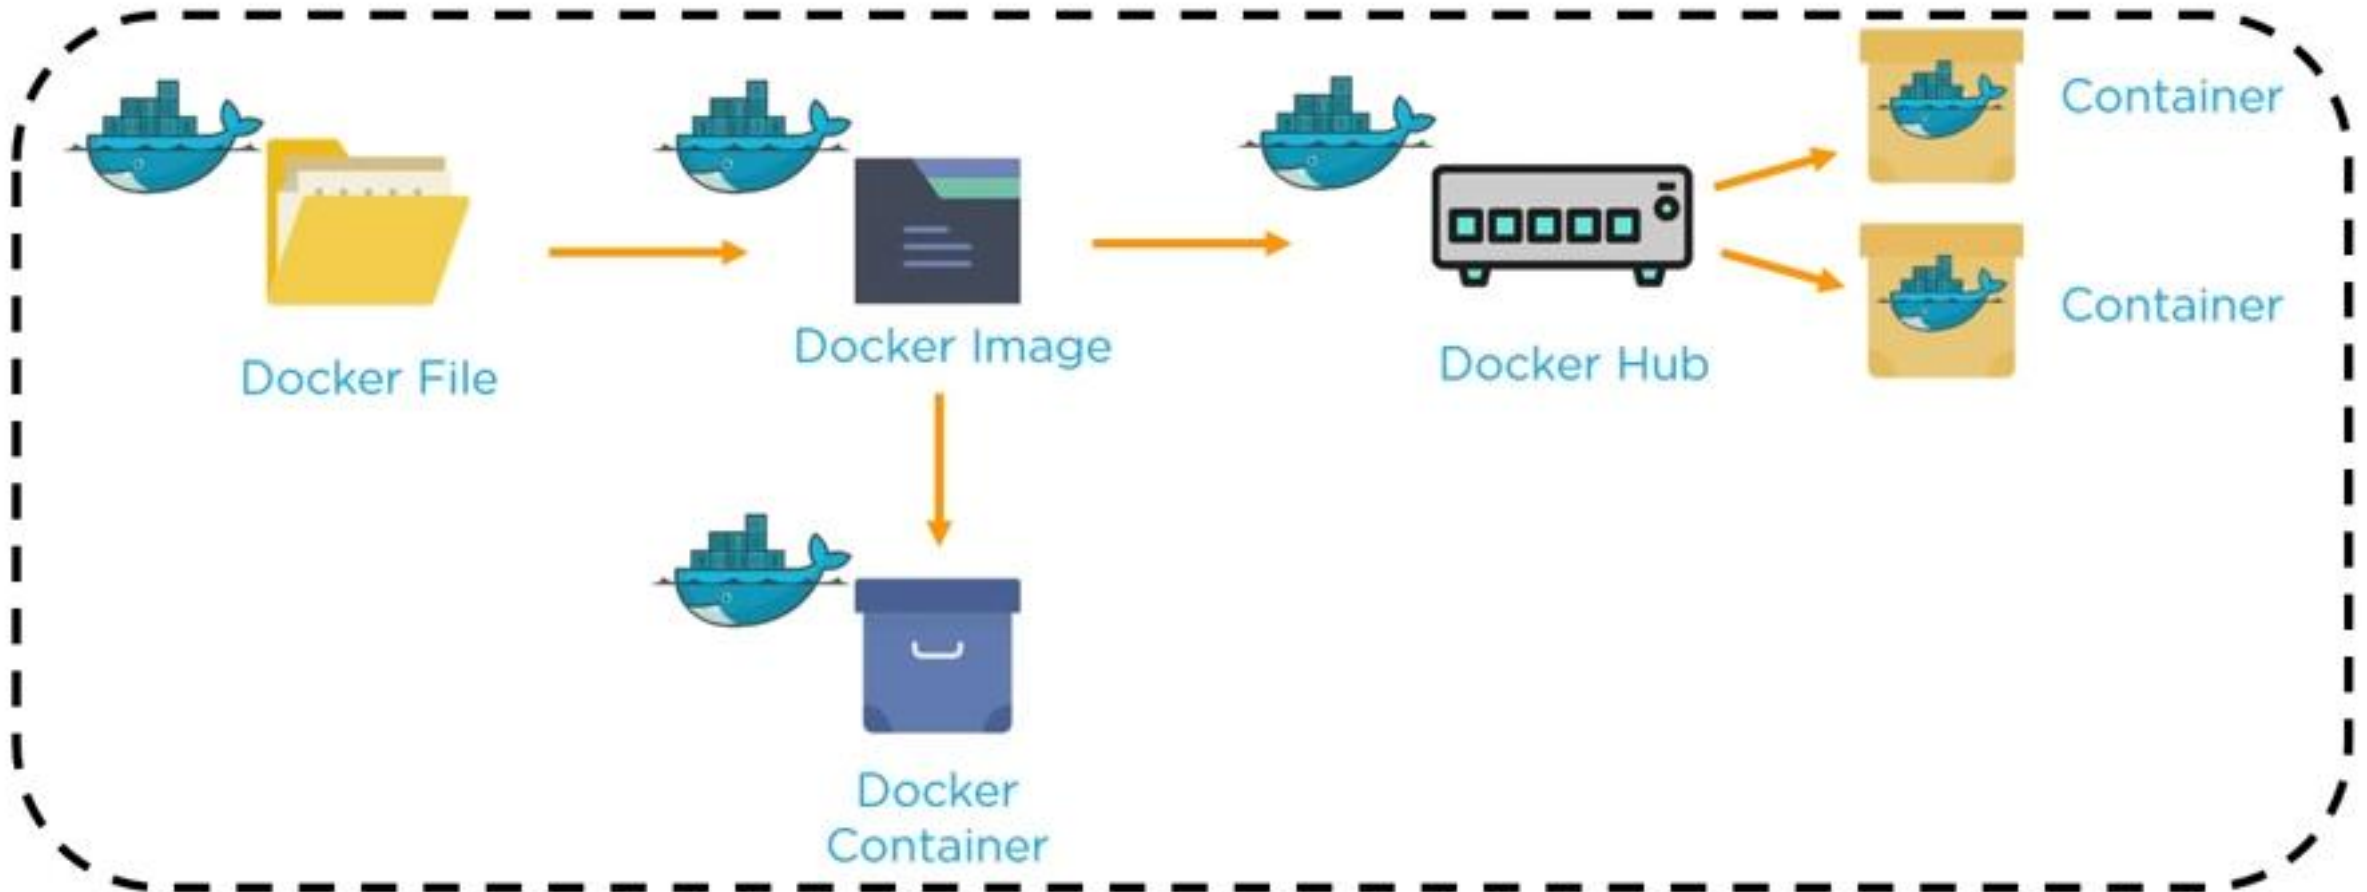 Docker File
Docker Image
Docker Hub
Container
Container
Docker
Container